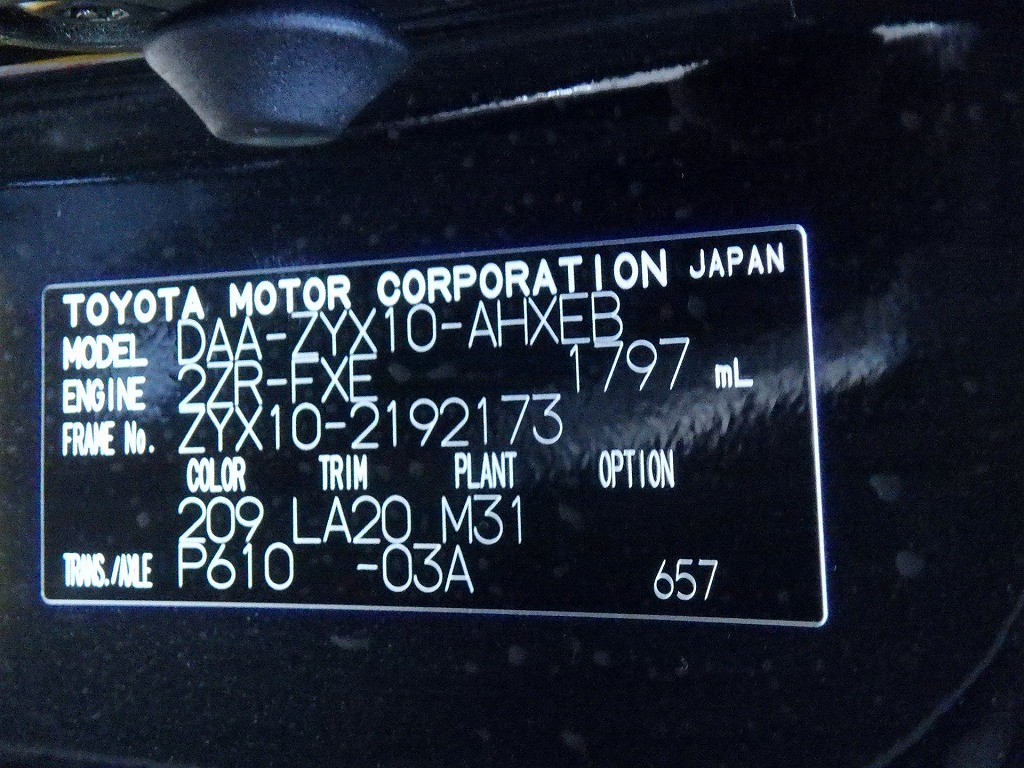 TOYOTA MOTOR CORPORATION JAPAN
MODEL DAA-ZYX10-AHXEB
ENGINE 2ZR-FXE 1797 mL
FRAME No. ZYX10-2192173
COLOR TRIM PLANT OPTION
209 LA20 M31
TRANS./AXLE P610 -03A 657